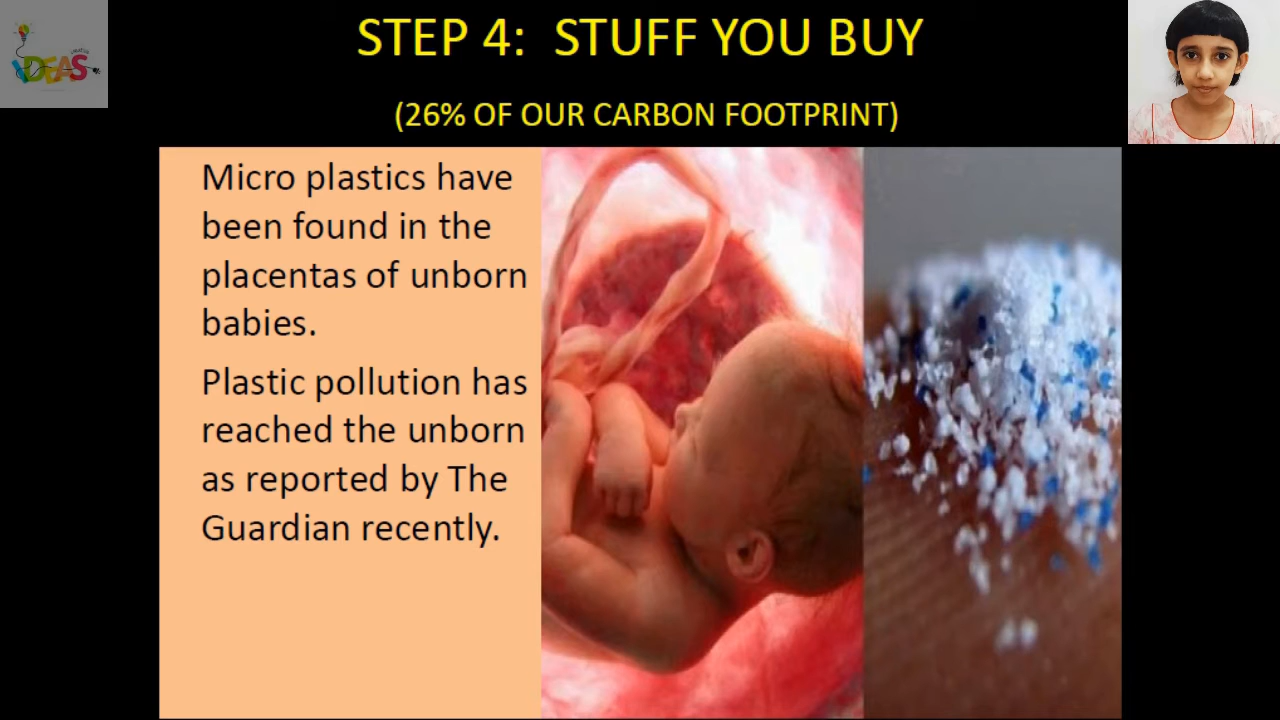 STEP 4: STUFF YOU BUY
(26% OF OUR CARBON FOOTPRINT)
IDEAS
Micro plastics have
been found in the
placentas of unborn
babies.
Plastic pollution has
reached the unborn
as reported by The
Guardian recently.